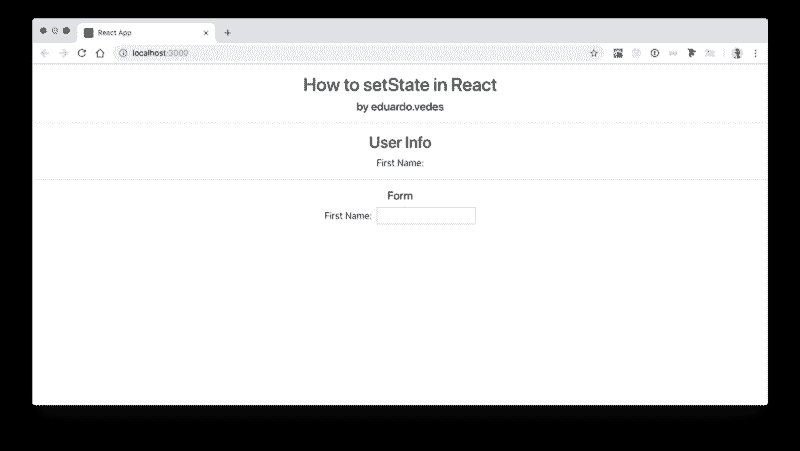 React App
localhost:3000
How to setState in React
by eduardo.vedes
User Info
First Name:
Form
First Name: